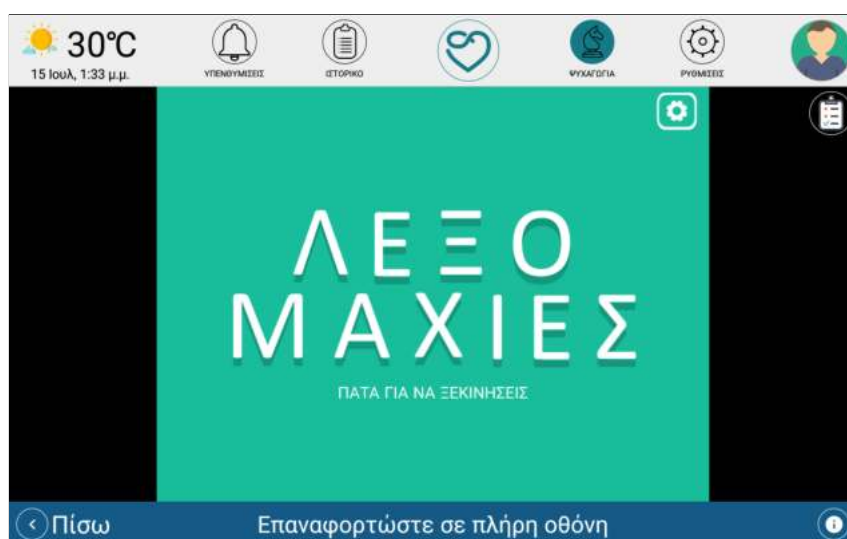 30°C
15 Ιουλ, 1:33 μ.μ.
ΥΠΕΝΘΥΜΙΣΕΙΣ
ΙΣΤΟΡΙΚΟ
ΨΥΧΑΓΩΓΙΑ
ΡΥΘΜΙΣΕΙΣ
ΛΕΞΟ
ΜΑΧΙΕΣ
ΠΑΤΑ ΓΙΑ ΝΑ ΞΕΚΙΝΗΣΕΙΣ
Πίσω
Επαναφορτώστε σε πλήρη οθόνη